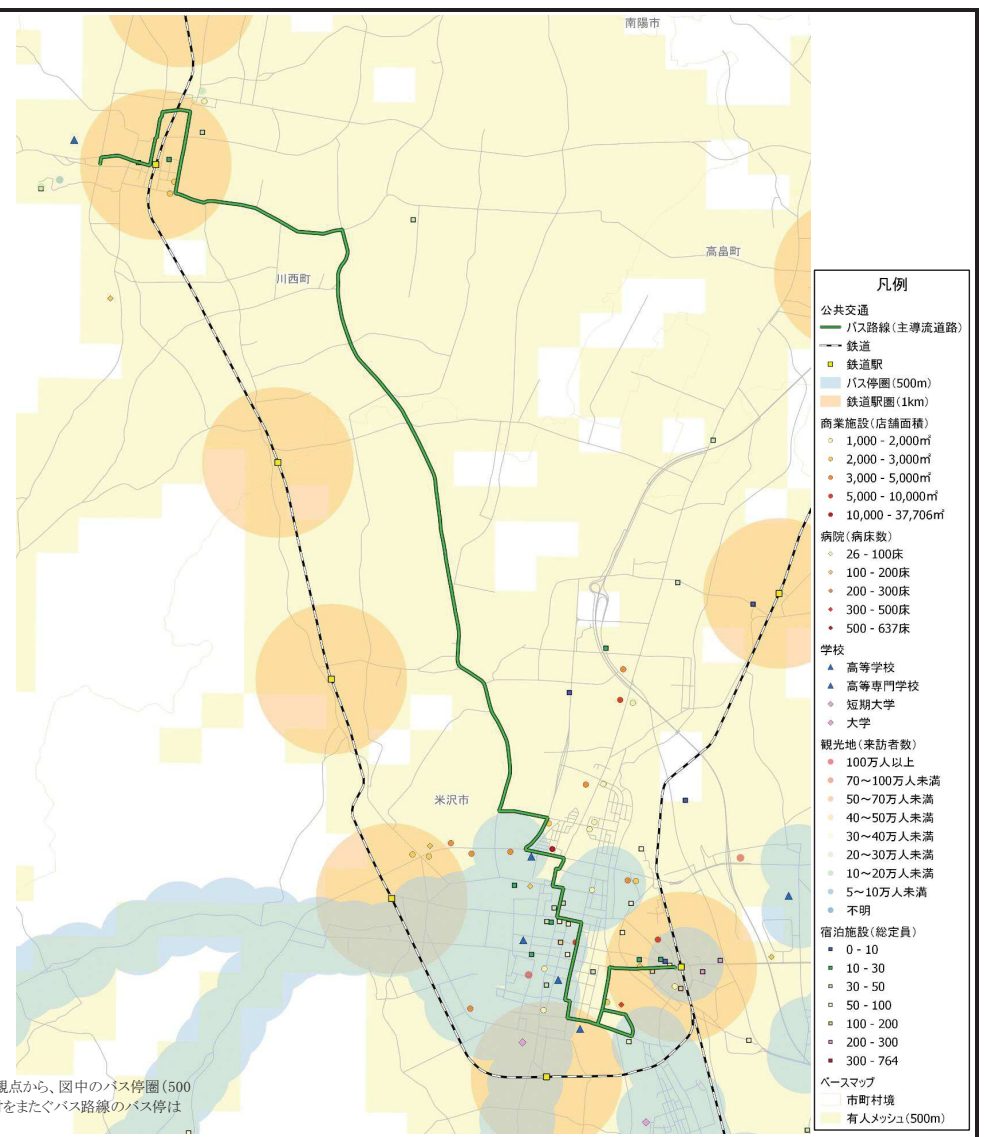 南陽市
高畠町
川西町
米沢市
観点から、図中のバス停圏(500
村をまたぐバス路線のバス停は
凡例
公共交通
バス路線(主導流道路)
鉄道
鉄道駅
バス停圏(500m)
鉄道駅圏(1km)
商業施設(店舗面積)
1,000 - 2,000㎡
2,000 - 3,000㎡
3,000 - 5,000㎡
5,000 - 10,000㎡
10,000 - 37,706㎡
病院(病床数)
26 - 100床
100 - 200床
200 - 300床
300 - 500床
500 - 637床
学校
高等学校
高等専門学校
短期大学
大学
観光地(来訪者数)
100万人以上
70～100万人未満
50～70万人未満
40～50万人未満
30～40万人未満
20～30万人未満
10～20万人未満
5～10万人未満
不明
宿泊施設(総定員)
0 - 10
10 - 30
30 - 50
50 - 100
100 - 200
200 - 300
300 - 764
ベースマップ
市町村境
有人メッシュ(500m)